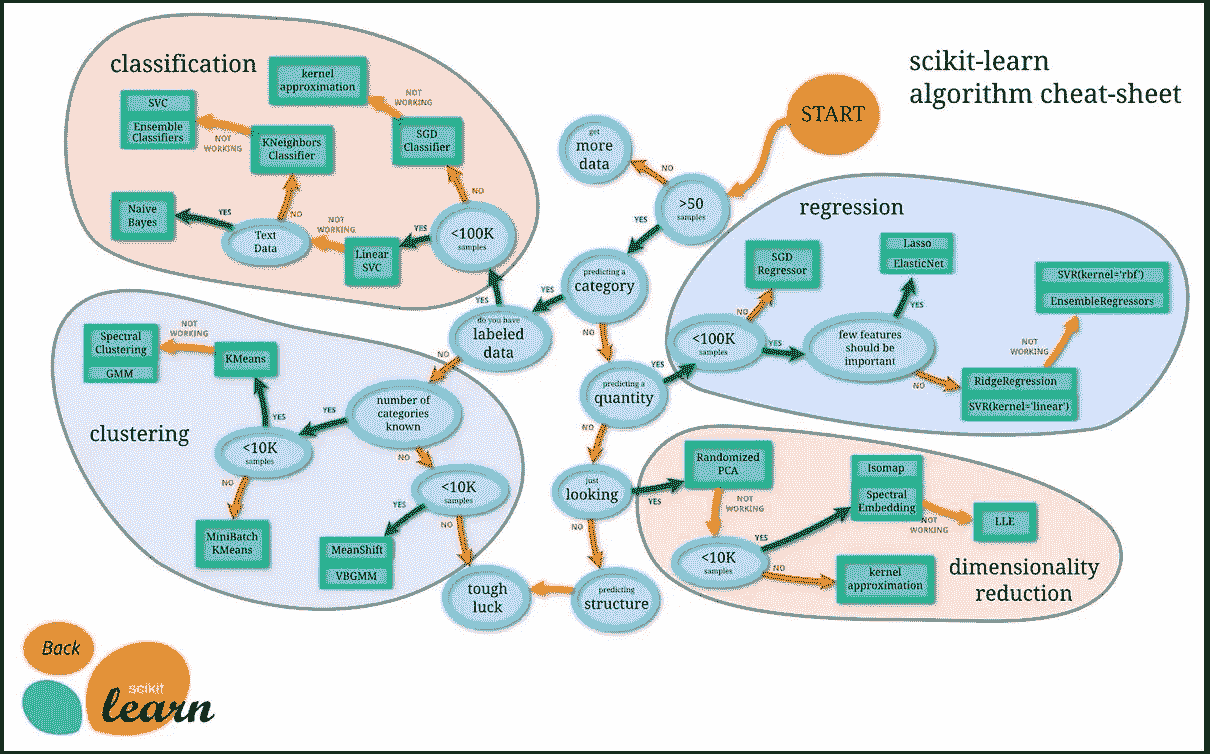 scikit-learn
algorithm cheat-sheet
START
>50
samples
NO
get
more
data
YES
predicting a
category
YES
do you have
labeled
data
YES
classification
<100K
samples
YES
Linear
SVC
NOT
WORKING
Text
Data
YES
Naive
Bayes
NO
KNeighbors
Classifier
NOT
WORKING
SVC
Ensemble
Classifiers
NO
SGD
Classifier
NOT
WORKING
kernel
approximation
NO
clustering
number of
categories
known
YES
<10K
samples
YES
KMeans
NOT
WORKING
Spectral
Clustering
GMM
NO
MiniBatch
KMeans
NO
<10K
samples
YES
MeanShift
VBGMM
NO
tough
luck
NO
predicting a
quantity
YES
regression
<100K
samples
NO
SGD
Regressor
YES
few features
should be
important
YES
Lasso
ElasticNet
NO
RidgeRegression
SVR(kernel='linear')
NOT
WORKING
SVR(kernel='rbf')
EnsembleRegressors
NO
just
looking
YES
Randomized
PCA
NOT
WORKING
<10K
samples
YES
Isomap
Spectral
Embedding
NOT
WORKING
LLE
NO
kernel
approximation
dimensionality
reduction
NO
predicting
structure
Back
scikit
learn